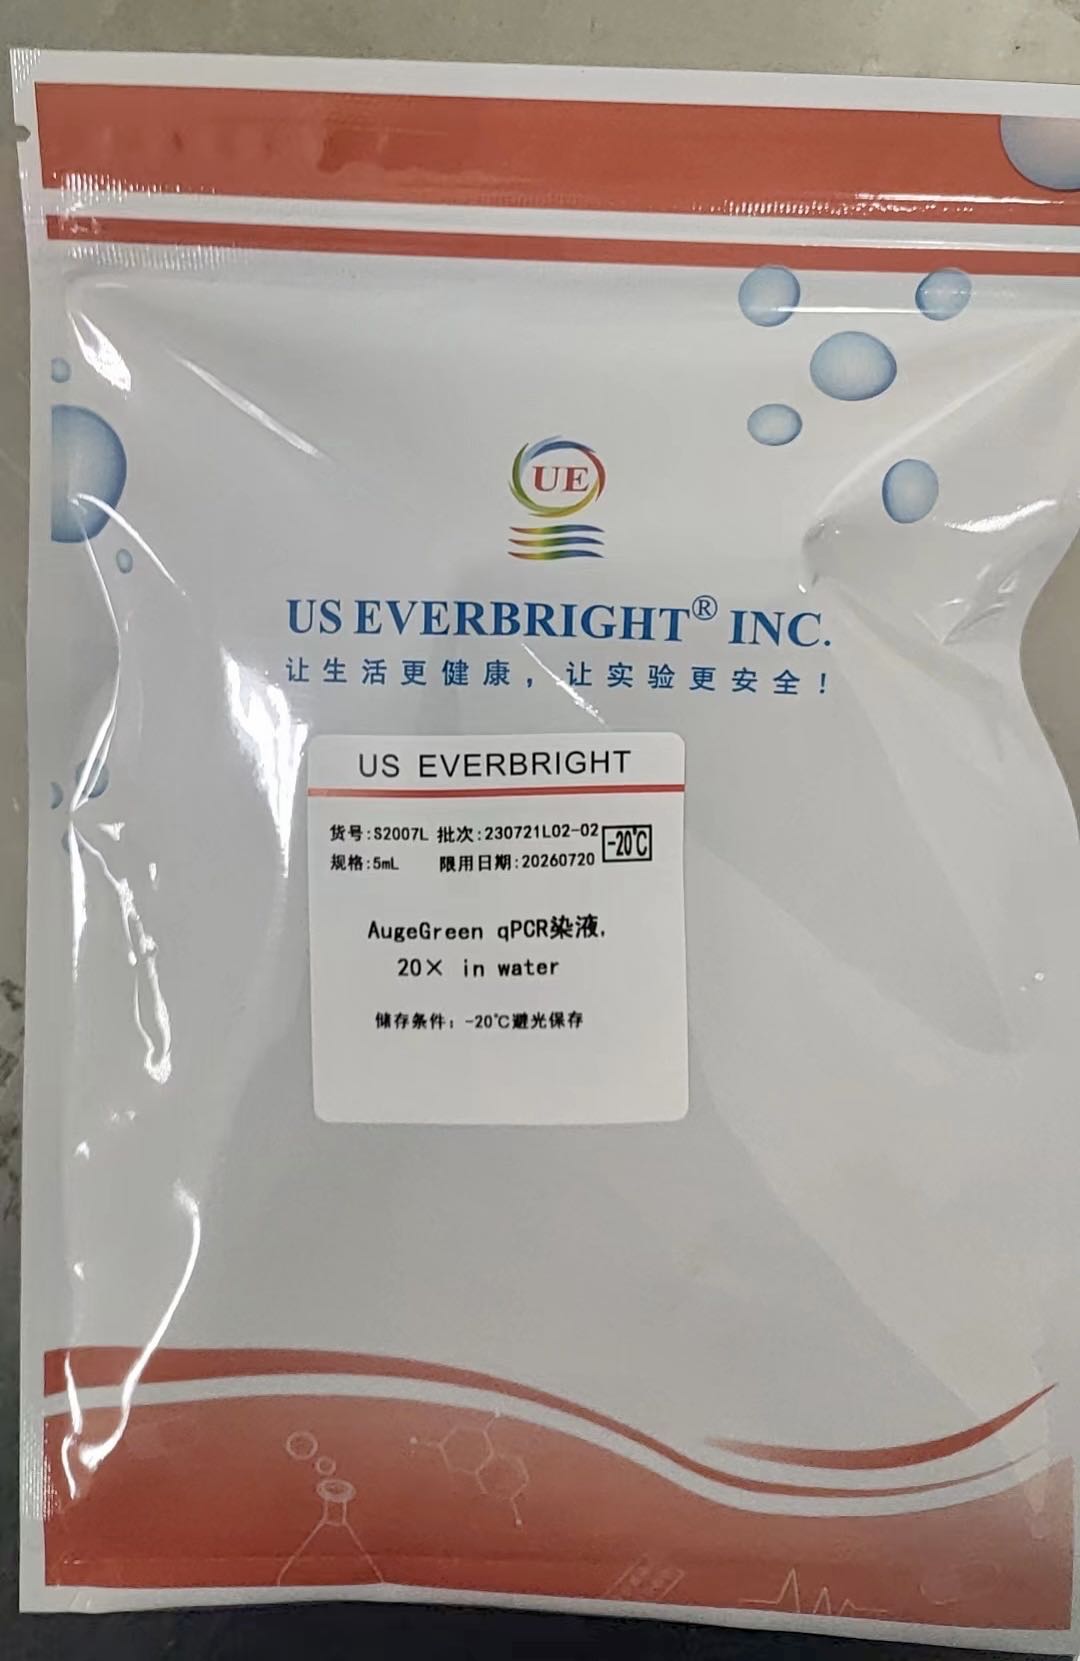 UE
US EVERBRIGHT® INC.
让生活更健康，让实验更安全！
US EVERBRIGHT
货号:S2007L 批次:230721L02-02
-20℃
规格:5mL 限用日期:20260720
AugeGreen qPCR染液,
20× in water
储存条件: -20℃避光保存